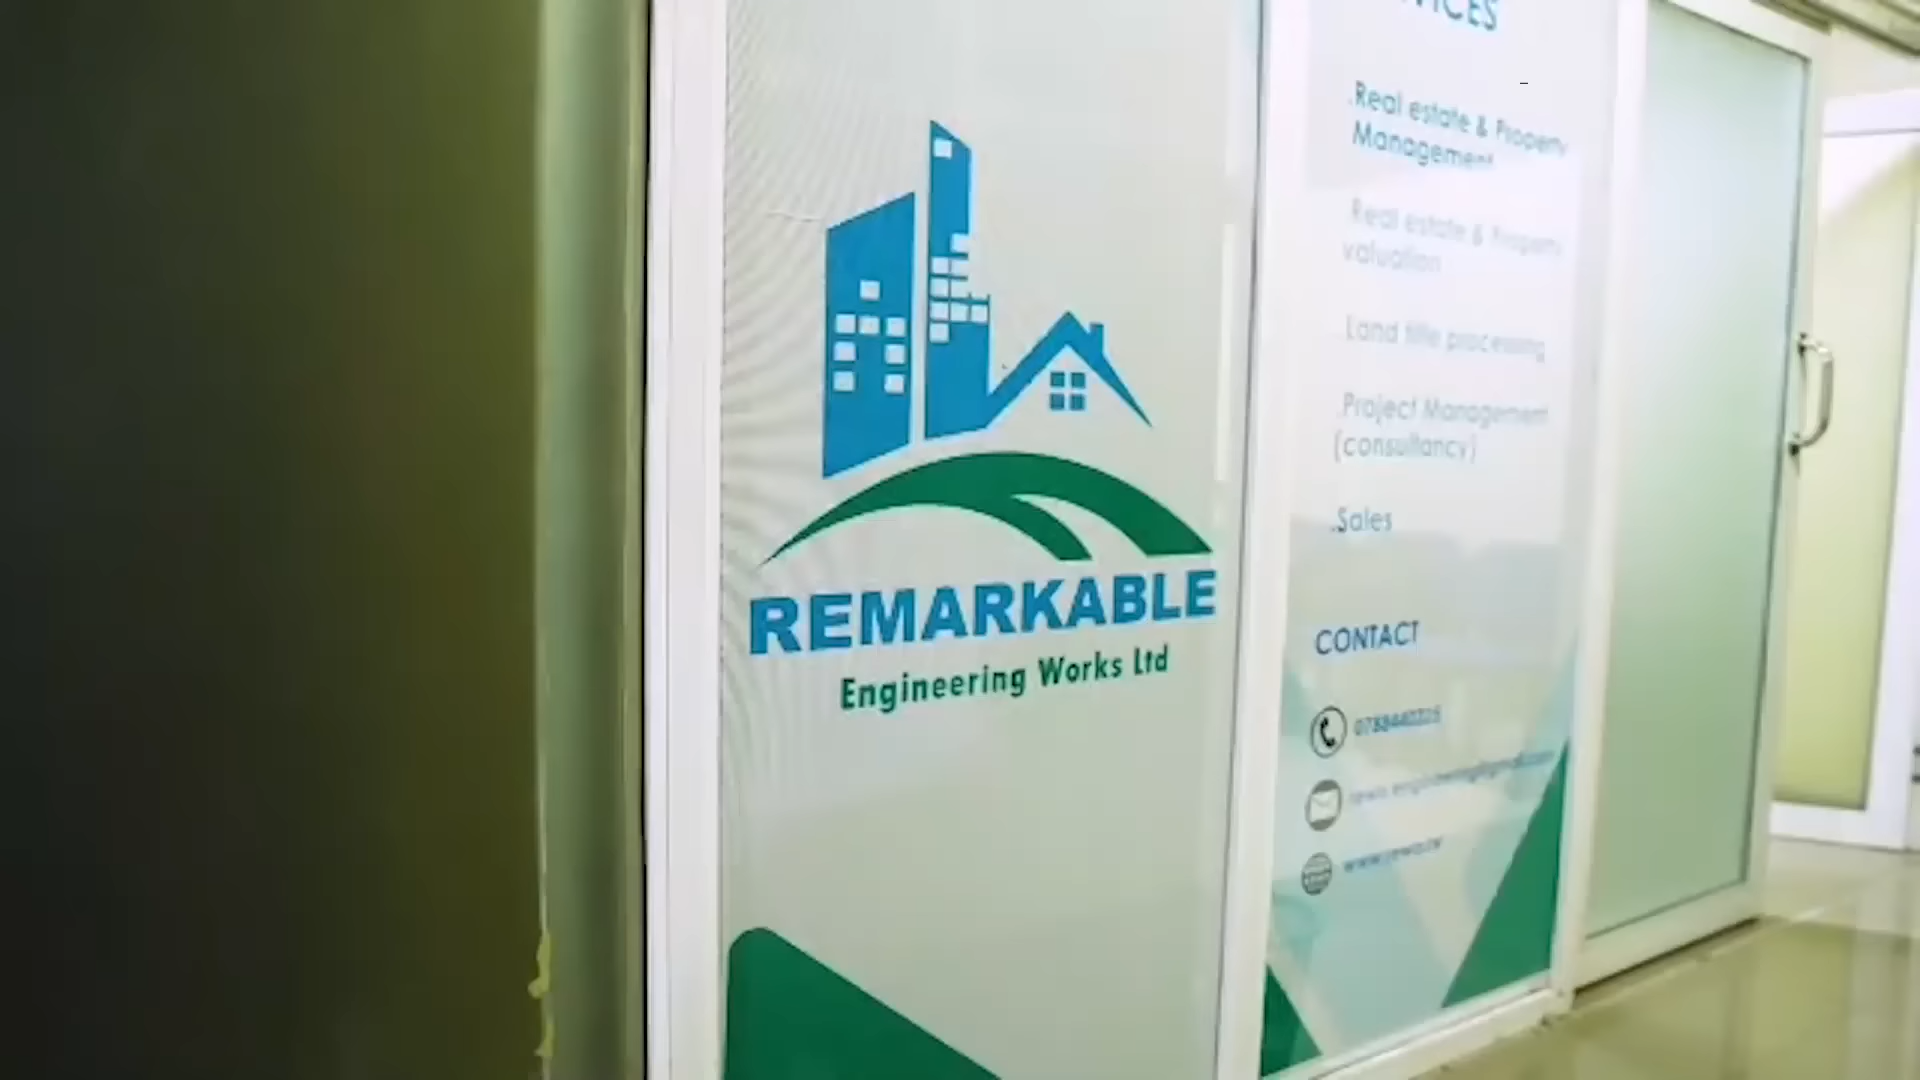 REMARKABLE
Engineering Works Ltd
.Real estate & Property
Management
.Real estate & Property
valuation
.Land title processing
.Project Management
(consultancy)
.Sales
CONTACT